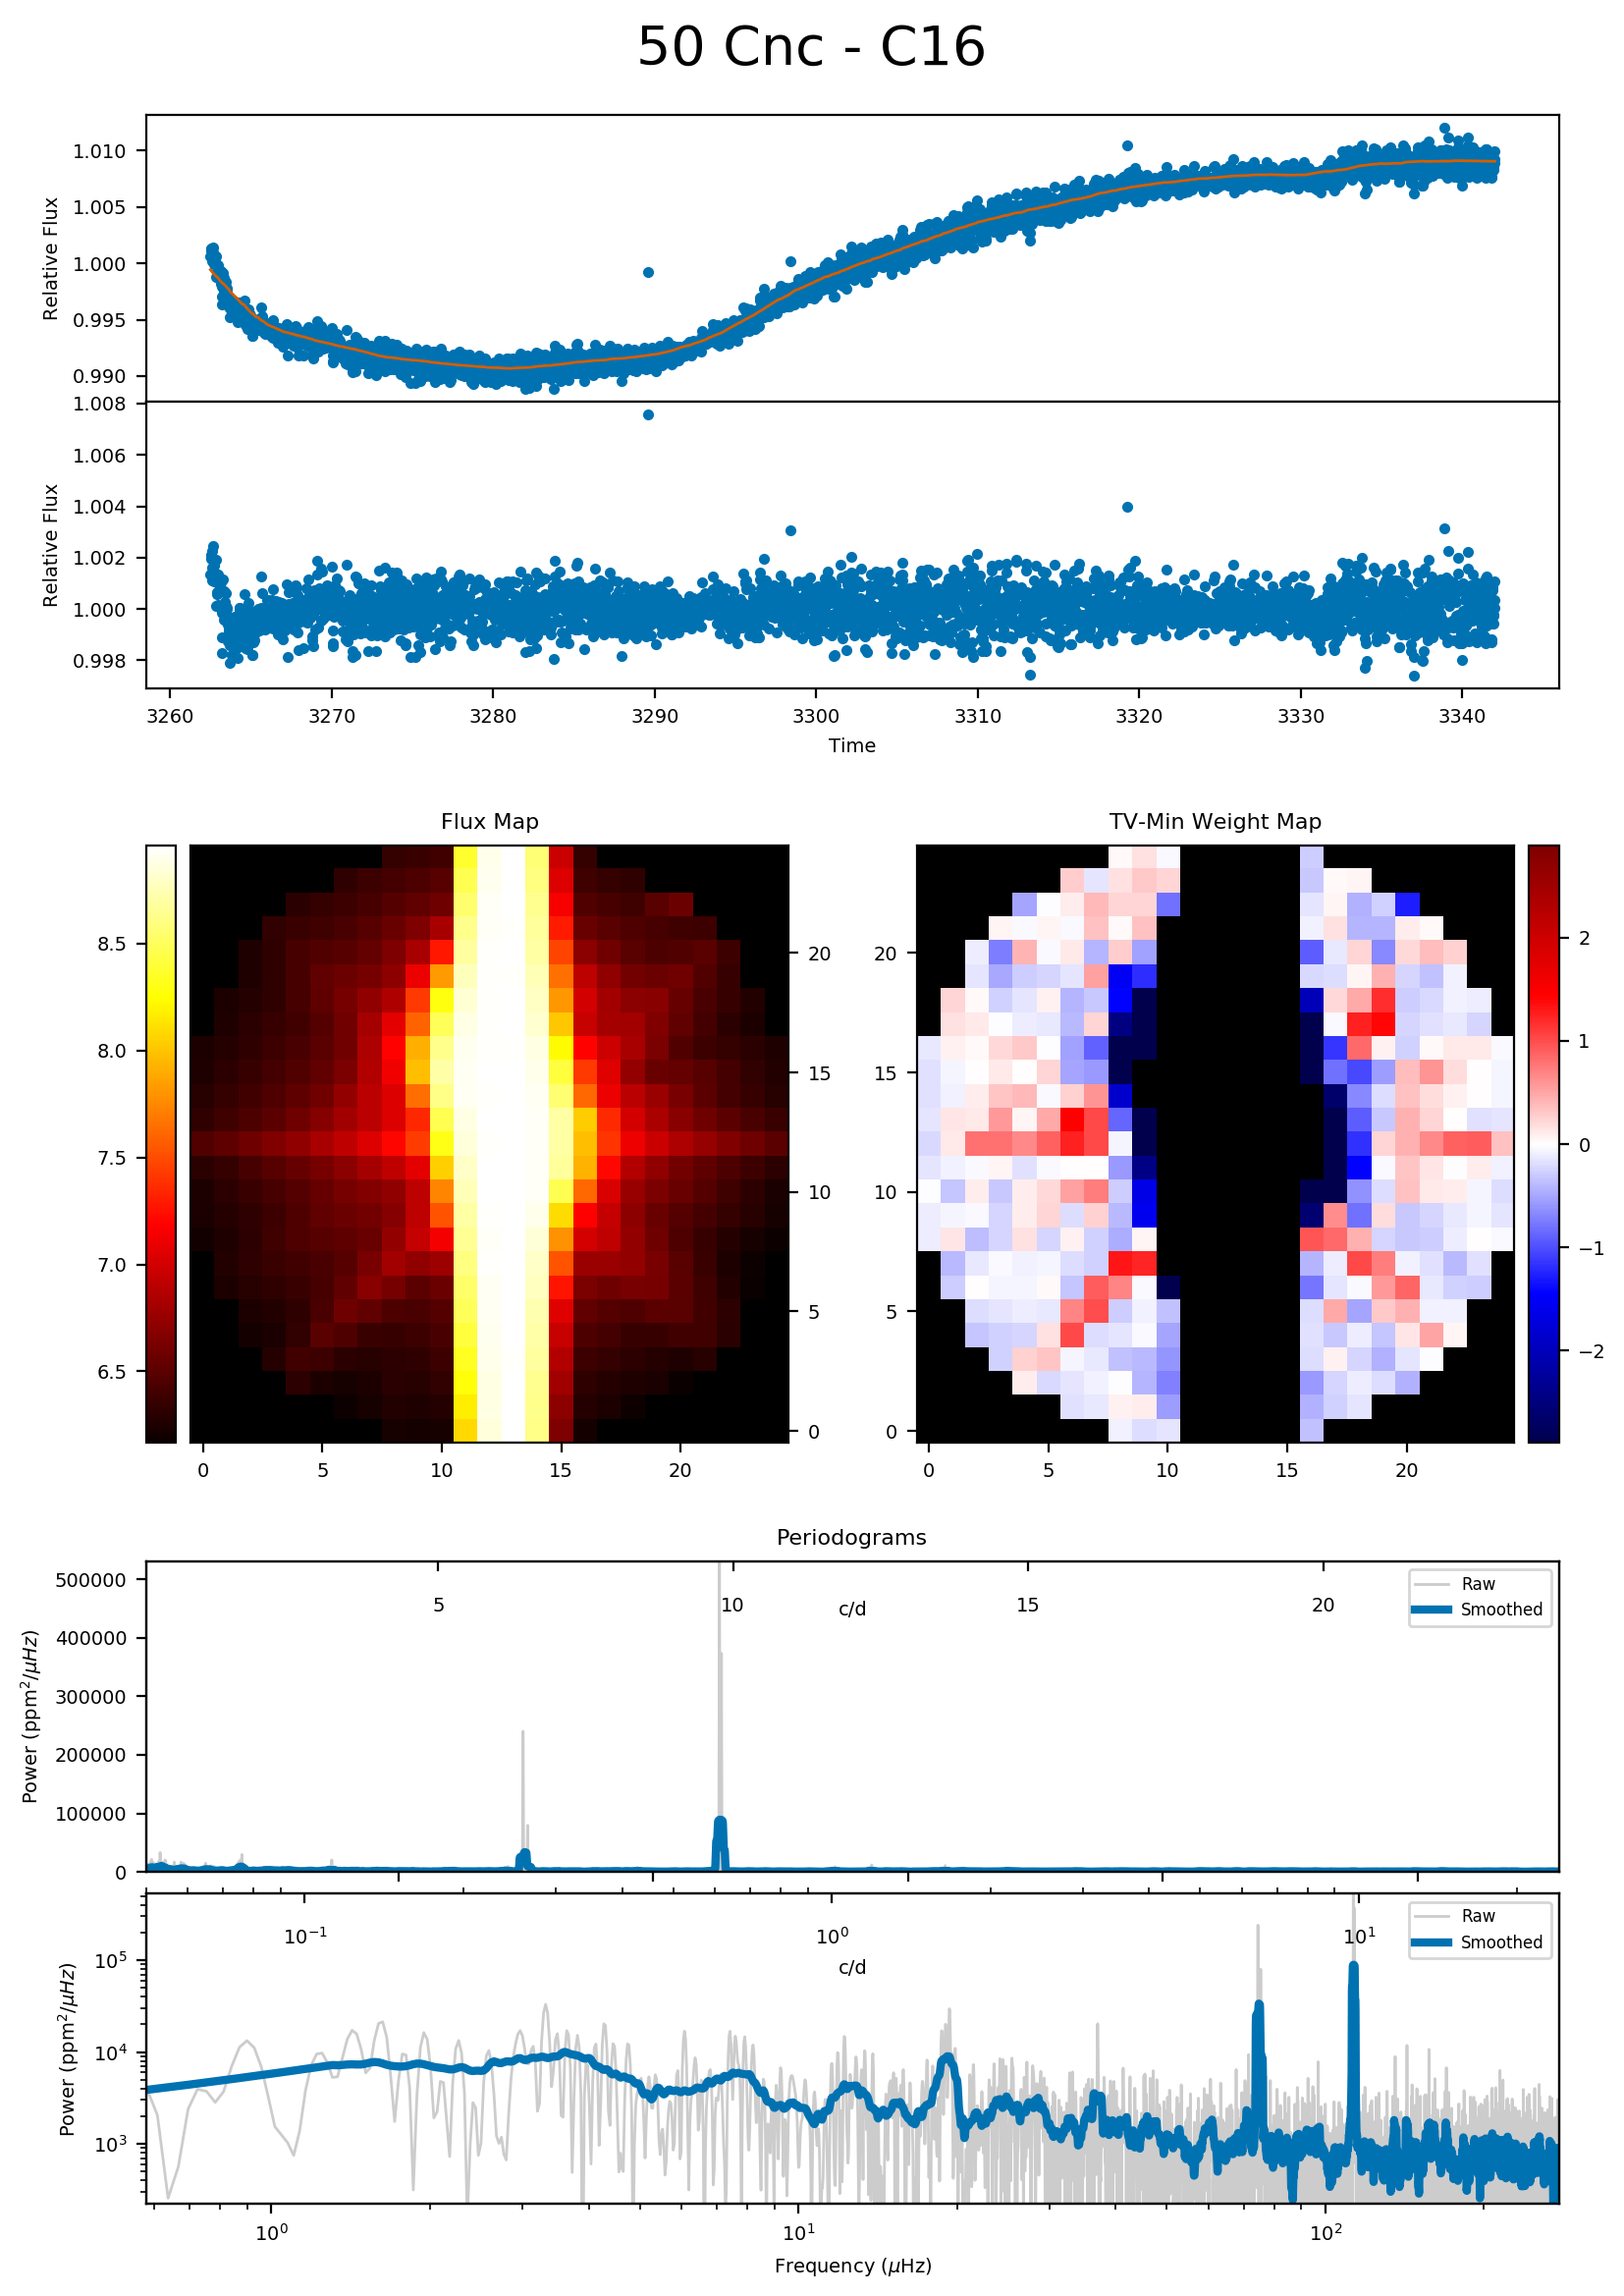 50 Cnc - C16
1.010
1.005
1.000
0.995
0.990
Relative Flux
1.008
1.006
1.004
1.002
1.000
0.998
Relative Flux
3260 3270 3280 3290 3300 3310 3320 3330 3340
Time
Flux Map
8.5
8.0
7.5
7.0
6.5
20
15
10
5
0
0 5 10 15 20
TV-Min Weight Map
20
15
10
5
0
0 5 10 15 20
2
1
0
−1
−2
Periodograms
500000
400000
300000
200000
100000
0
Power (ppm²/μHz)
5 10 15 20
c/d
Raw
Smoothed
10⁵
10⁴
10³
Power (ppm²/μHz)
10⁻¹ 10⁰ 10¹
c/d
Raw
Smoothed
10⁰ 10¹ 10²
Frequency (μHz)